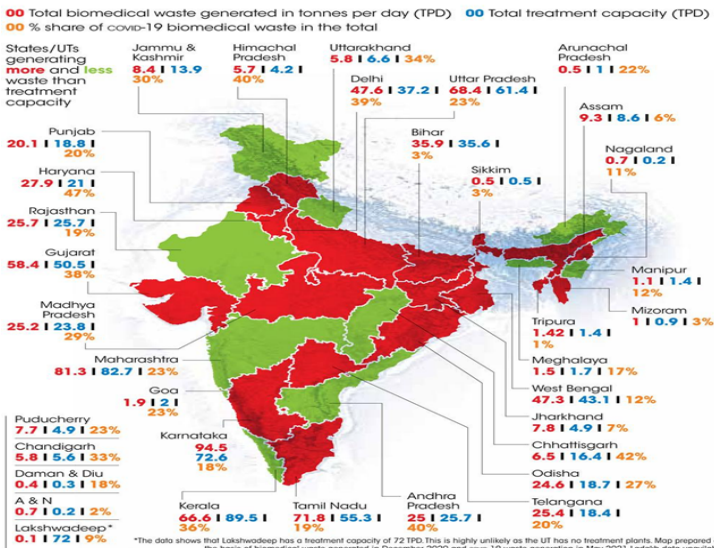 00 Total biomedical waste generated in tonnes per day (TPD) 00 Total treatment capacity (TPD)
00 % share of COVID-19 biomedical waste in the total
States/UTs
generating
more and less
waste than
treatment
capacity
Jammu &
Kashmir
8.4 | 13.9
30%
Himachal
Pradesh
5.7 | 4.2 |
40%
Uttarakhand
5.8 | 6.6 | 34%
Delhi
47.6 | 37.2 |
39%
Uttar Pradesh
68.4 | 61.4 |
23%
Arunachal
Pradesh
0.5 | 1 | 22%
Assam
9.3 | 8.6 | 6%
Bihar
35.9 | 35.6 |
3%
Nagaland
0.7 | 0.2 |
11%
Sikkim
0.5 | 0.5 |
3%
Punjab
20.1 | 18.8 |
20%
Haryana
27.9 | 21 |
47%
Rajasthan
25.7 | 25.7 |
19%
Gujarat
58.4 | 50.5 |
38%
Madhya
Pradesh
25.2 | 23.8 |
29%
Maharashtra
81.3 | 82.7 | 23%
Goa
1.9 | 2 |
23%
Karnataka
94.5
72.6
18%
Manipur
1.1 | 1.4 |
12%
Mizoram
1 | 0.9 | 3%
Tripura
1.42 | 1.4 |
1%
Meghalaya
1.5 | 1.7 | 17%
West Bengal
47.3 | 43.1 | 12%
Jharkhand
7.8 | 4.9 | 7%
Chhattisgarh
6.5 | 16.4 | 42%
Odisha
24.6 | 18.7 | 27%
Telangana
25.4 | 18.4 |
20%
Puducherry
7.7 | 4.9 | 23%
Chandigarh
5.8 | 5.6 | 33%
Daman & Diu
0.4 | 0.3 | 18%
A & N
0.7 | 0.2 | 2%
Lakshwadeep*
0.1 | 72 | 9%
Kerala
66.6 | 89.5 |
36%
Tamil Nadu
71.8 | 55.3 |
19%
Andhra
Pradesh
25 | 25.7 |
40%
*The data shows that Lakshwadeep has a treatment capacity of 72 TPD. This is highly unlikely as the UT has no treatment plants. Map prepared